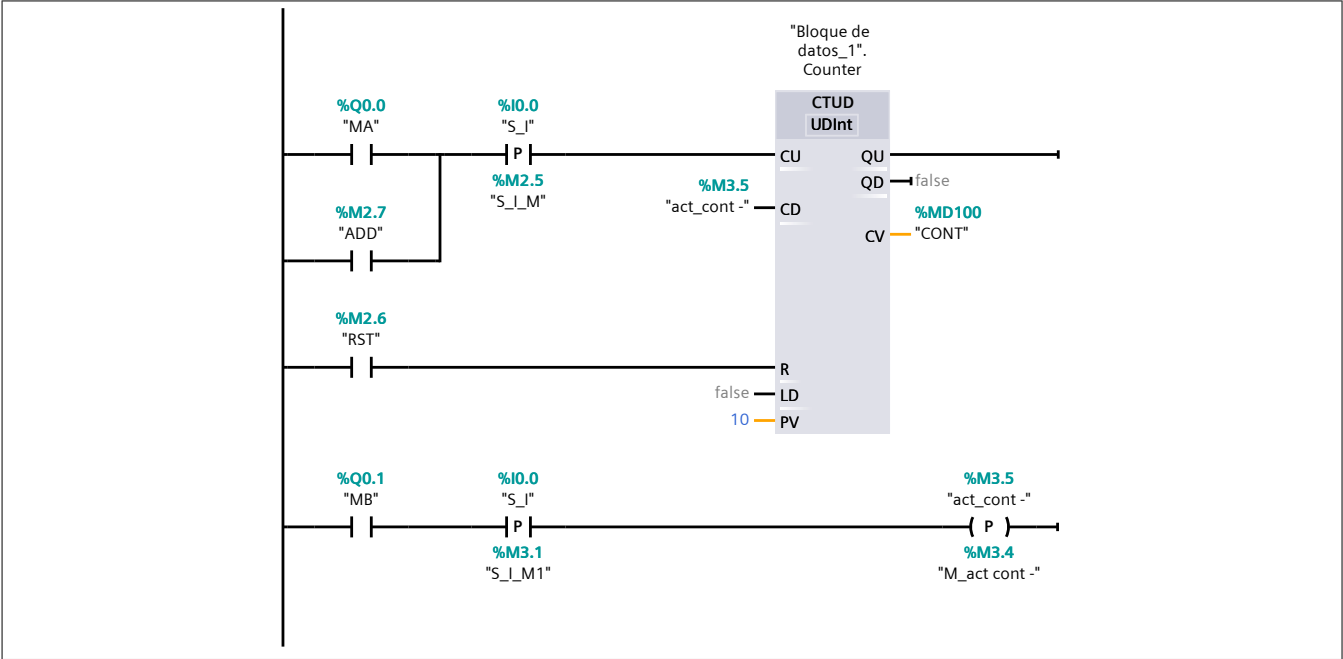 "Bloque de
datos_1".
Counter
%Q0.0
"MA"
%I0.0
"S_I"
P
%M2.5
"S_I_M"
CTUD
UDInt
CU
QU
%M3.5
"act_cont -"
CD
QD
false
%M2.7
"ADD"
CV
%MD100
"CONT"
%M2.6
"RST"
R
false
LD
10
PV
%Q0.1
"MB"
%I0.0
"S_I"
P
%M3.1
"S_I_M1"
%M3.5
"act_cont -"
P
%M3.4
"M_act cont -"